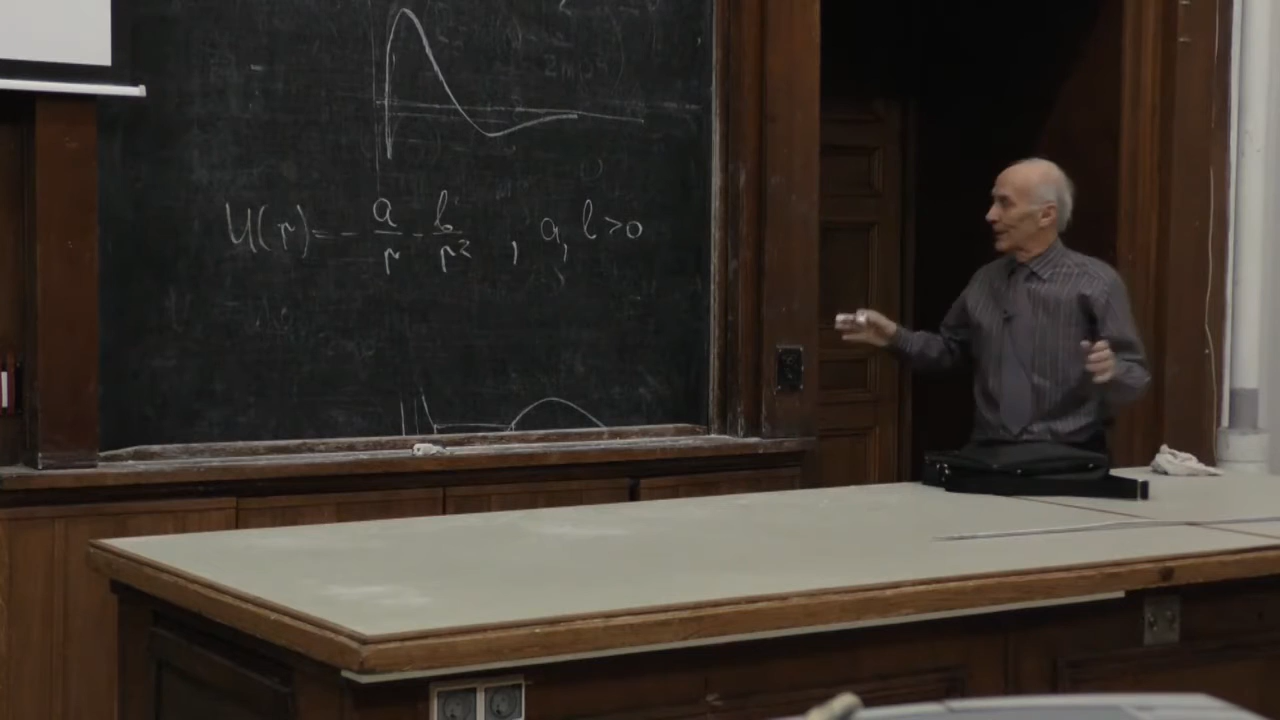 U(r) = - a/r - b/r² , a, b > 0